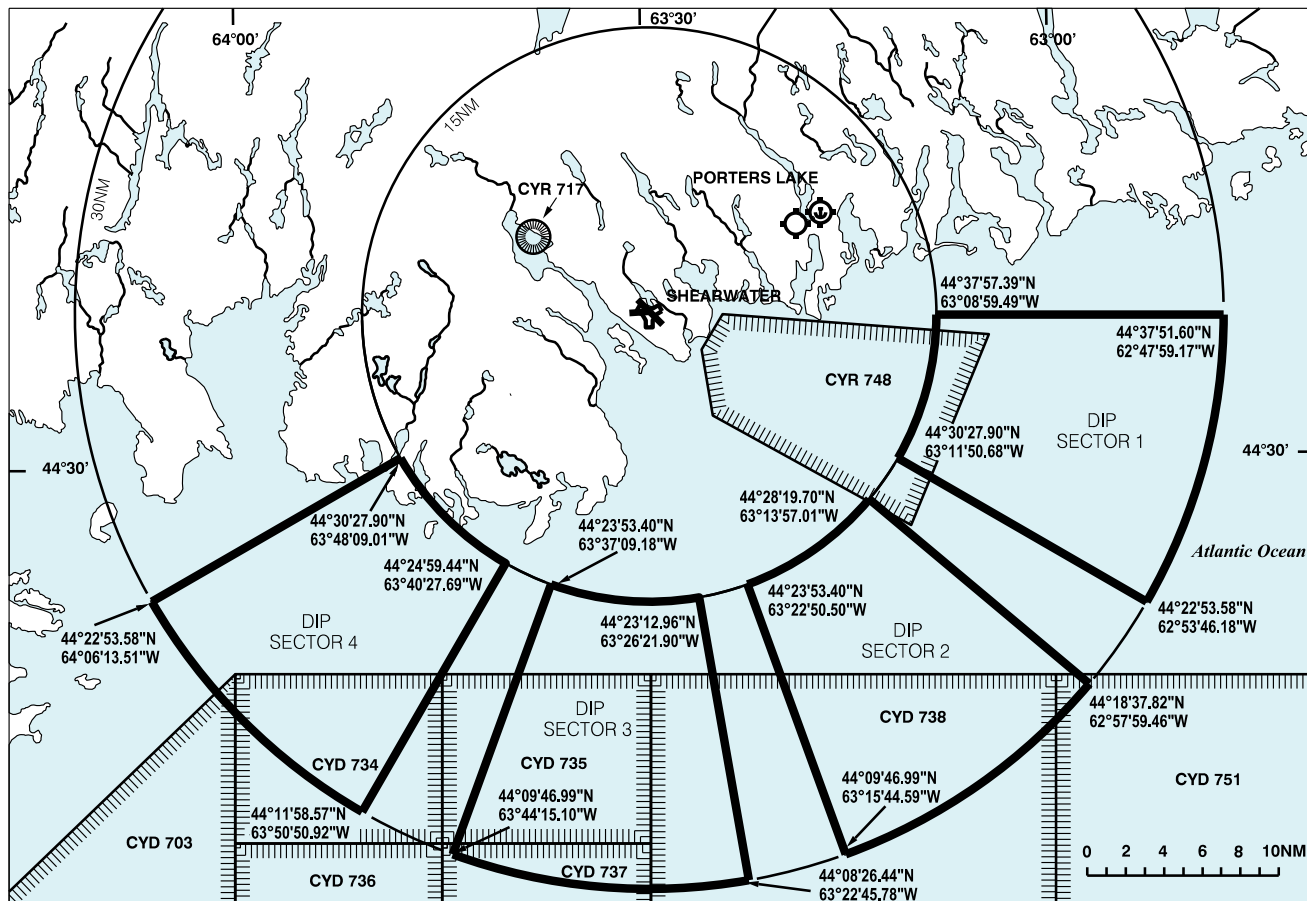 64°00'
63°30'
63°00'
15NM
30NM
CYR 717
PORTERS LAKE
SHEARWATER
44°37'57.39"N
63°08'59.49"W
44°37'51.60"N
62°47'59.17"W
CYR 748
DIP
SECTOR 1
44°30'27.90"N
63°11'50.68"W
44°30'
44°30'
44°28'19.70"N
63°13'57.01"W
44°30'27.90"N
63°48'09.01"W
44°23'53.40"N
63°37'09.18"W
Atlantic Ocean
44°24'59.44"N
63°40'27.69"W
44°23'53.40"N
63°22'50.50"W
44°22'53.58"N
62°53'46.18"W
44°22'53.58"N
64°06'13.51"W
DIP
SECTOR 4
44°23'12.96"N
63°26'21.90"W
DIP
SECTOR 2
DIP
SECTOR 3
CYD 738
44°18'37.82"N
62°57'59.46"W
CYD 734
CYD 735
CYD 751
44°09'46.99"N
63°15'44.59"W
44°09'46.99"N
63°44'15.10"W
44°11'58.57"N
63°50'50.92"W
CYD 703
CYD 736
CYD 737
44°08'26.44"N
63°22'45.78"W
0 2 4 6 8 10NM